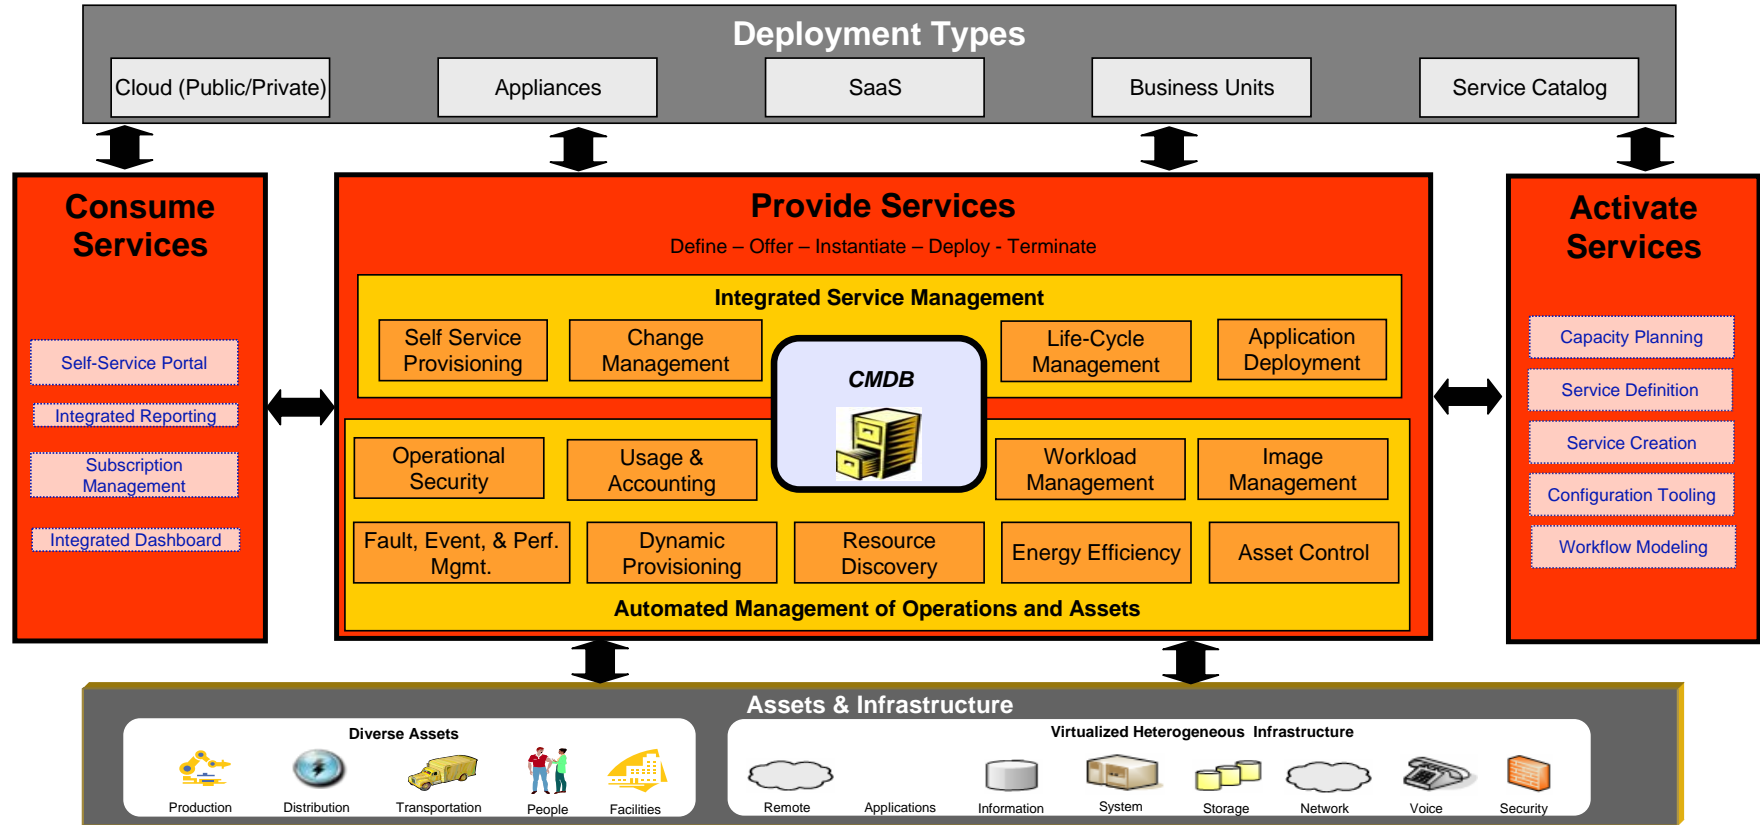 Deployment Types
Cloud (Public/Private)
Appliances
SaaS
Business Units
Service Catalog
Consume
Services
Self-Service Portal
Integrated Reporting
Subscription
Management
Integrated Dashboard
Provide Services
Define – Offer – Instantiate – Deploy - Terminate
Integrated Service Management
Self Service
Provisioning
Change
Management
CMDB
Life-Cycle
Management
Application
Deployment
Operational
Security
Usage &
Accounting
Workload
Management
Image
Management
Fault, Event, & Perf.
Mgmt.
Dynamic
Provisioning
Resource
Discovery
Energy Efficiency
Asset Control
Automated Management of Operations and Assets
Activate
Services
Capacity Planning
Service Definition
Service Creation
Configuration Tooling
Workflow Modeling
Assets & Infrastructure
Diverse Assets
Production
Distribution
Transportation
People
Facilities
Virtualized Heterogeneous Infrastructure
Remote
Applications
Information
System
Storage
Network
Voice
Security